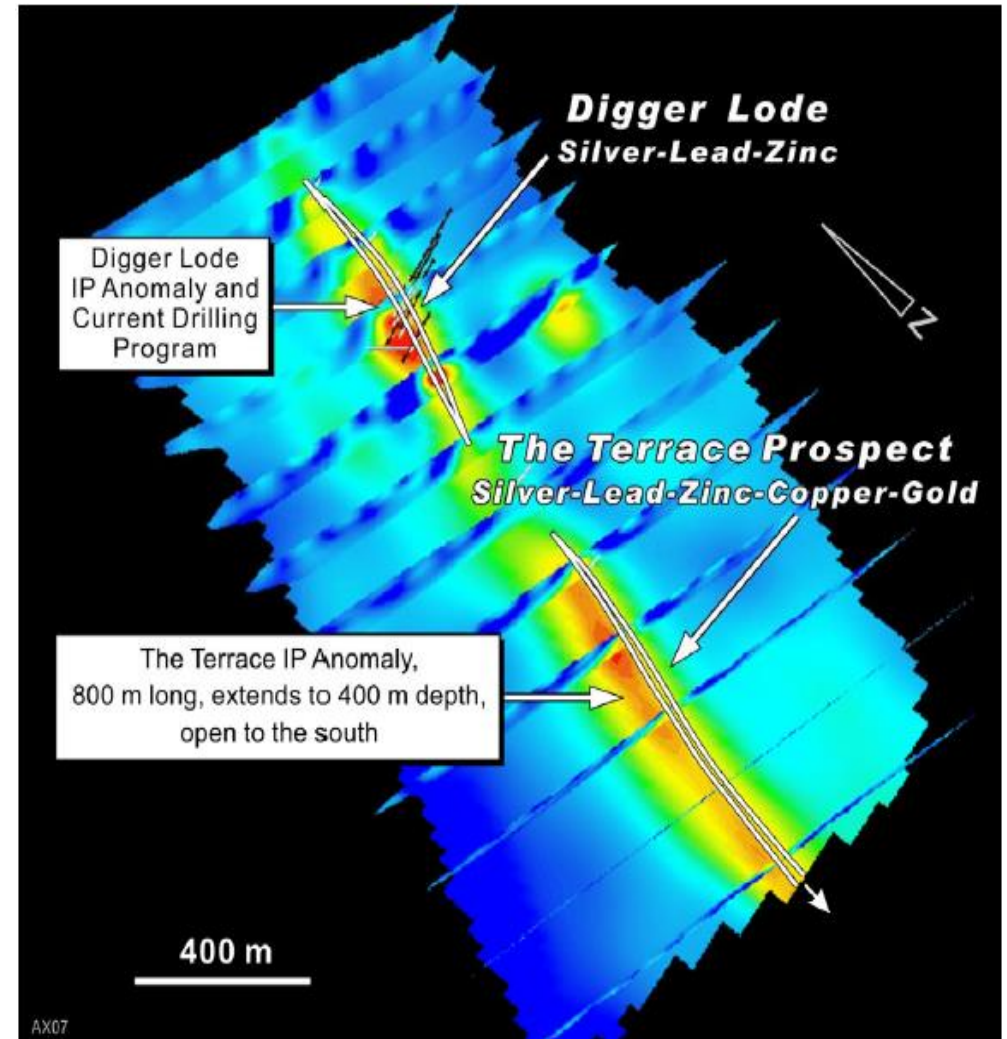 Digger Lode
Silver-Lead-Zinc
Digger Lode
IP Anomaly and
Current Drilling
Program
N
The Terrace Prospect
Silver-Lead-Zinc-Copper-Gold
The Terrace IP Anomaly,
800 m long, extends to 400 m depth,
open to the south
400 m
AX07